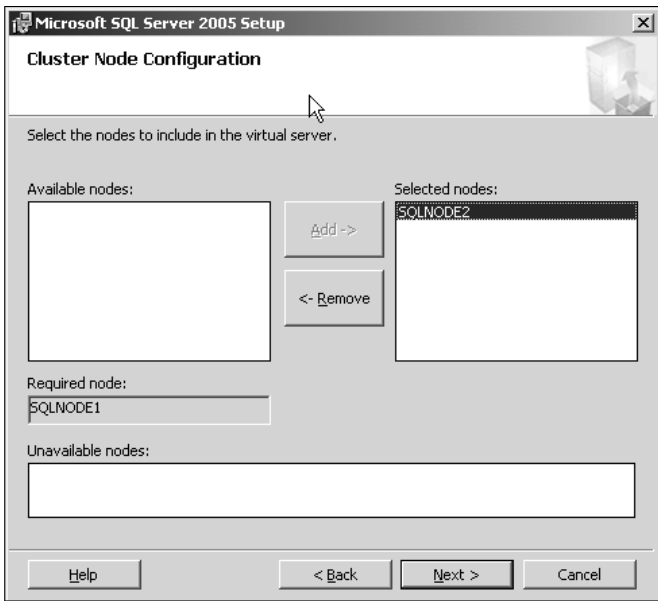 Microsoft SQL Server 2005 Setup
Cluster Node Configuration
Select the nodes to include in the virtual server.
Available nodes:
Selected nodes:
SQLNODE2
Add ->
<- Remove
Required node:
SQLNODE1
Unavailable nodes:
Help
< Back
Next >
Cancel